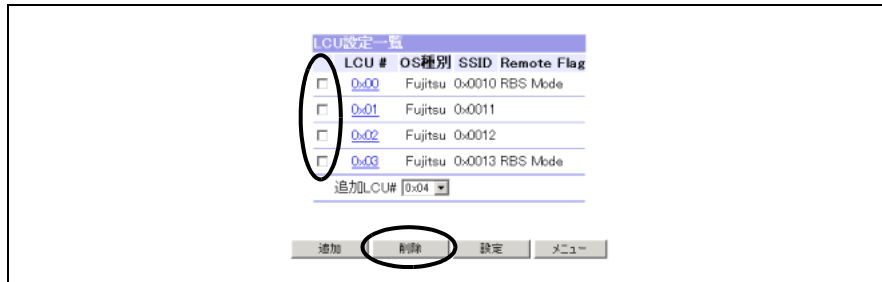 LCU設定一覧
LCU # OS種別 SSID Remote Flag
0x00 Fujitsu 0x0010 RBS Mode
0x01 Fujitsu 0x0011
0x02 Fujitsu 0x0012
0x03 Fujitsu 0x0013 RBS Mode
追加LCU# 0x04
追加 削除 設定 メニュー